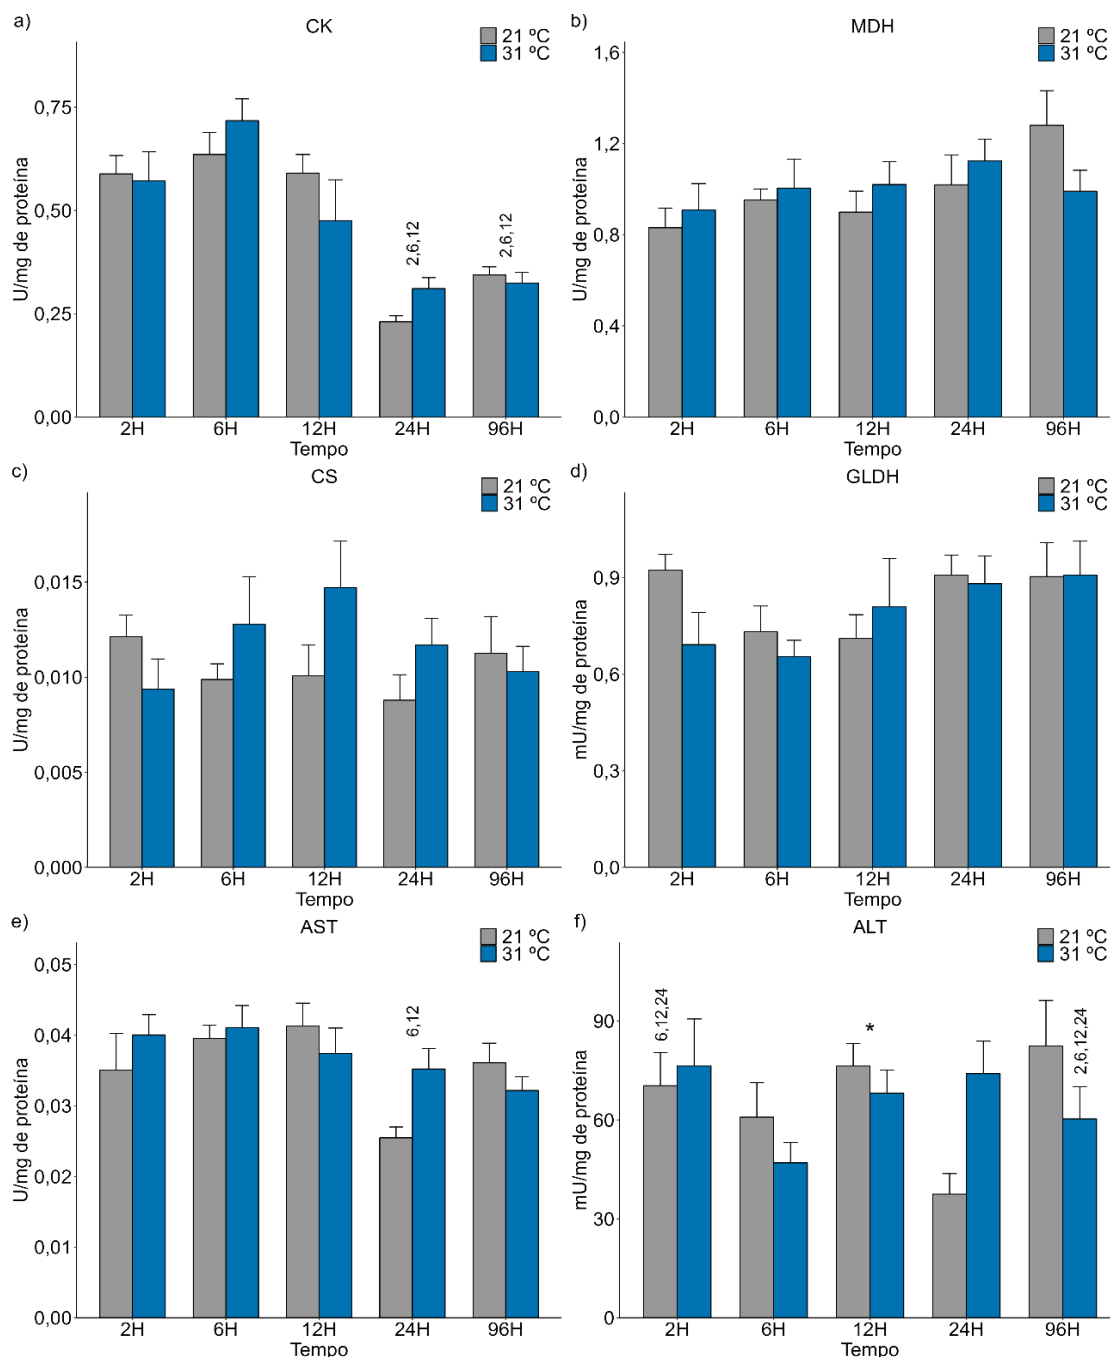 a)
CK
21 ºC
31 ºC
U/mg de proteína
0,75
0,50
0,25
0,00
2,6,12
2,6,12
2H 6H 12H 24H 96H
Tempo
b)
MDH
21 ºC
31 ºC
U/mg de proteína
1,6
1,2
0,8
0,4
0,0
2H 6H 12H 24H 96H
Tempo
c)
CS
21 ºC
31 ºC
U/mg de proteína
0,015
0,010
0,005
0,000
2H 6H 12H 24H 96H
Tempo
d)
GLDH
21 ºC
31 ºC
mU/mg de proteína
0,9
0,6
0,3
0,0
2H 6H 12H 24H 96H
Tempo
e)
AST
21 ºC
31 ºC
U/mg de proteína
0,05
0,04
0,03
0,02
0,01
0,00
6,12
2H 6H 12H 24H 96H
Tempo
f)
ALT
21 ºC
31 ºC
mU/mg de proteína
90
60
30
0
6,12,24
*
2,6,12,24
2H 6H 12H 24H 96H
Tempo